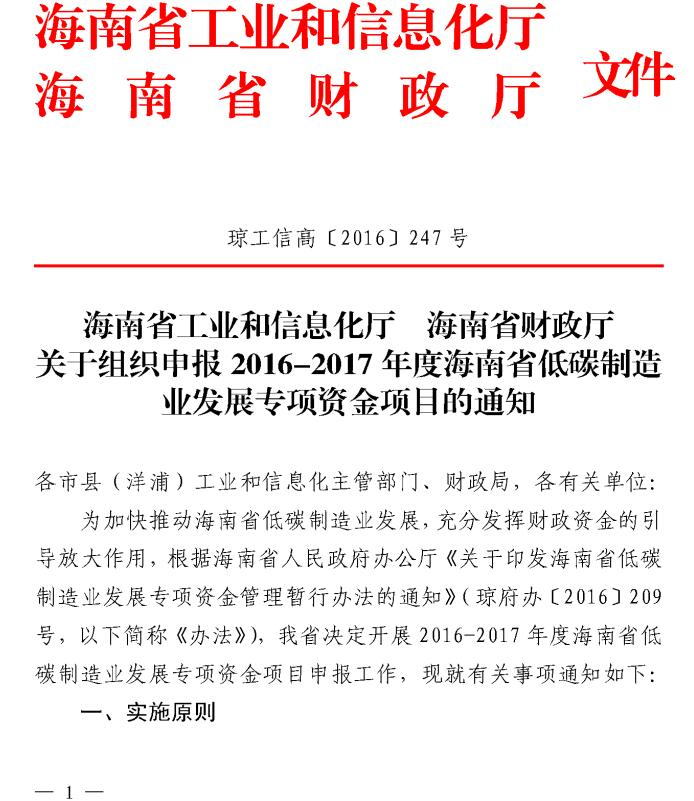 海南省工业和信息化厅
海南省财政厅
文件
琼工信高〔2016〕247 号
海南省工业和信息化厅 海南省财政厅
关于组织申报 2016-2017 年度海南省低碳制造
业发展专项资金项目的通知
各市县（洋浦）工业和信息化主管部门、财政局，各有关单位：
为加快推动海南省低碳制造业发展，充分发挥财政资金的引
导放大作用，根据海南省人民政府办公厅《关于印发海南省低碳
制造业发展专项资金管理暂行办法的通知》（琼府办〔2016〕209
号，以下简称《办法》），我省决定开展 2016-2017 年度海南省低
碳制造业发展专项资金项目申报工作，现就有关事项通知如下：
一、实施原则
— 1 —